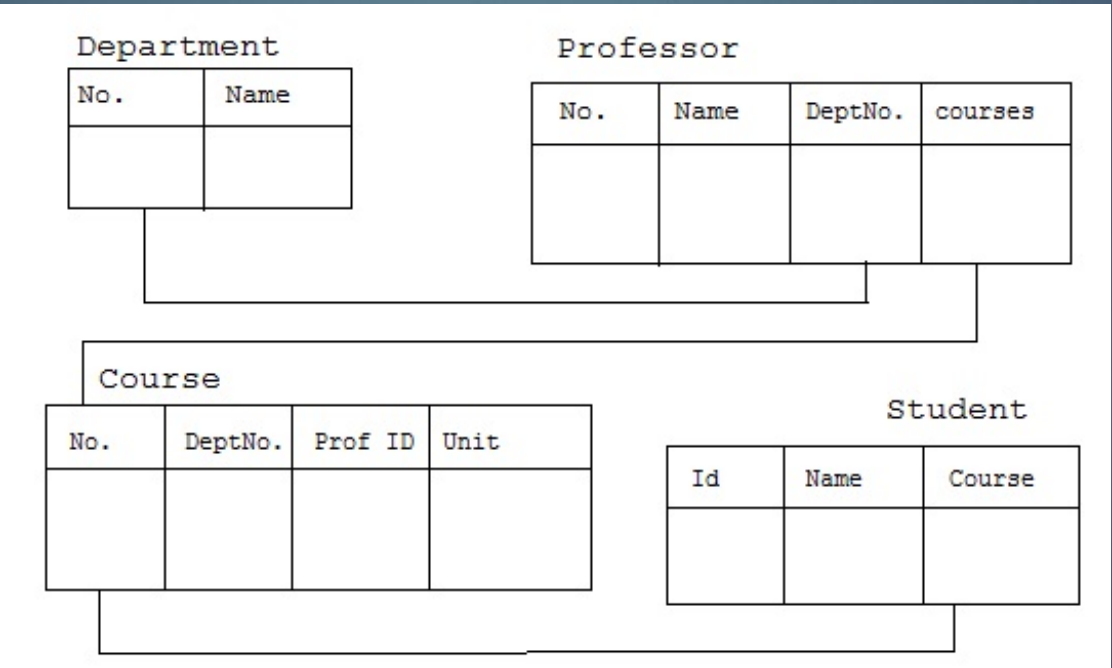 Department
No. Name
Professor
No. Name DeptNo. courses
Course
No. DeptNo. Prof ID Unit
Student
Id Name Course